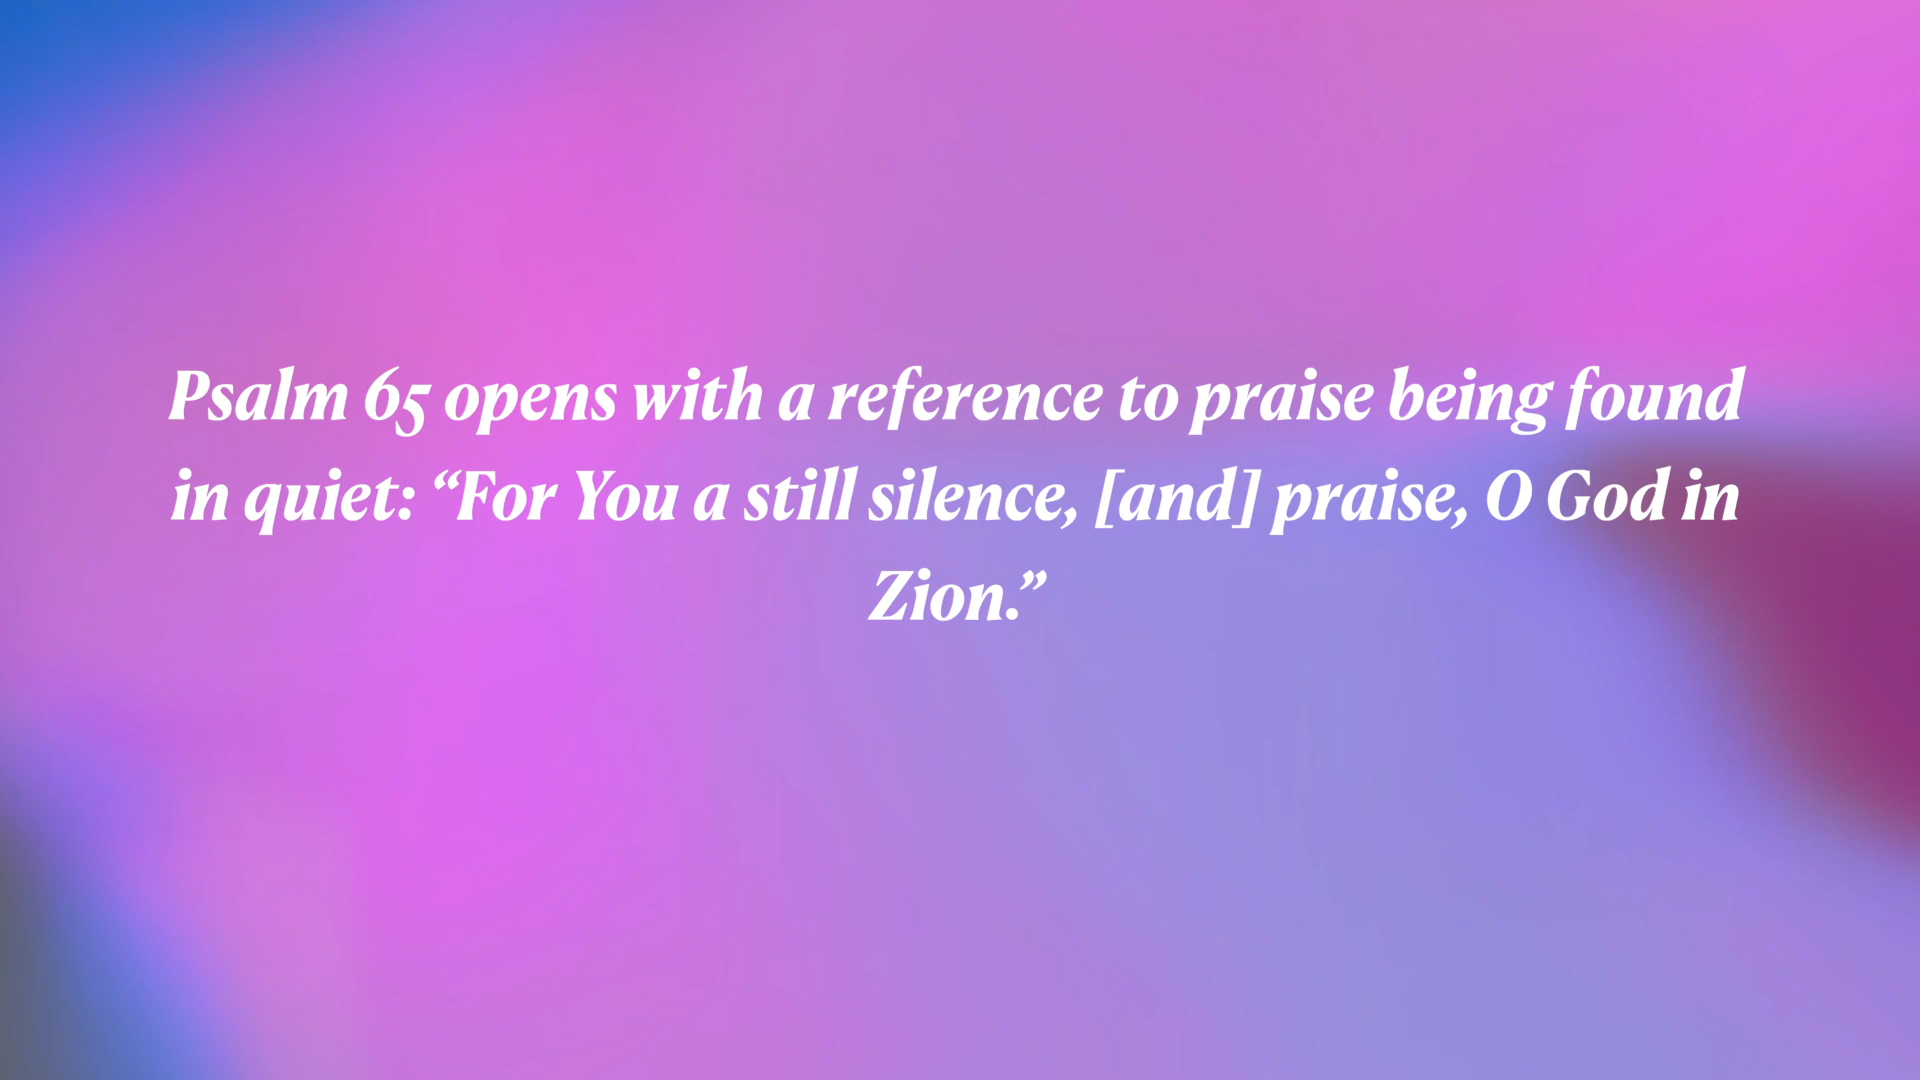 Psalm 65 opens with a reference to praise being found
in quiet: “For You a still silence, [and] praise, O God in
Zion.”